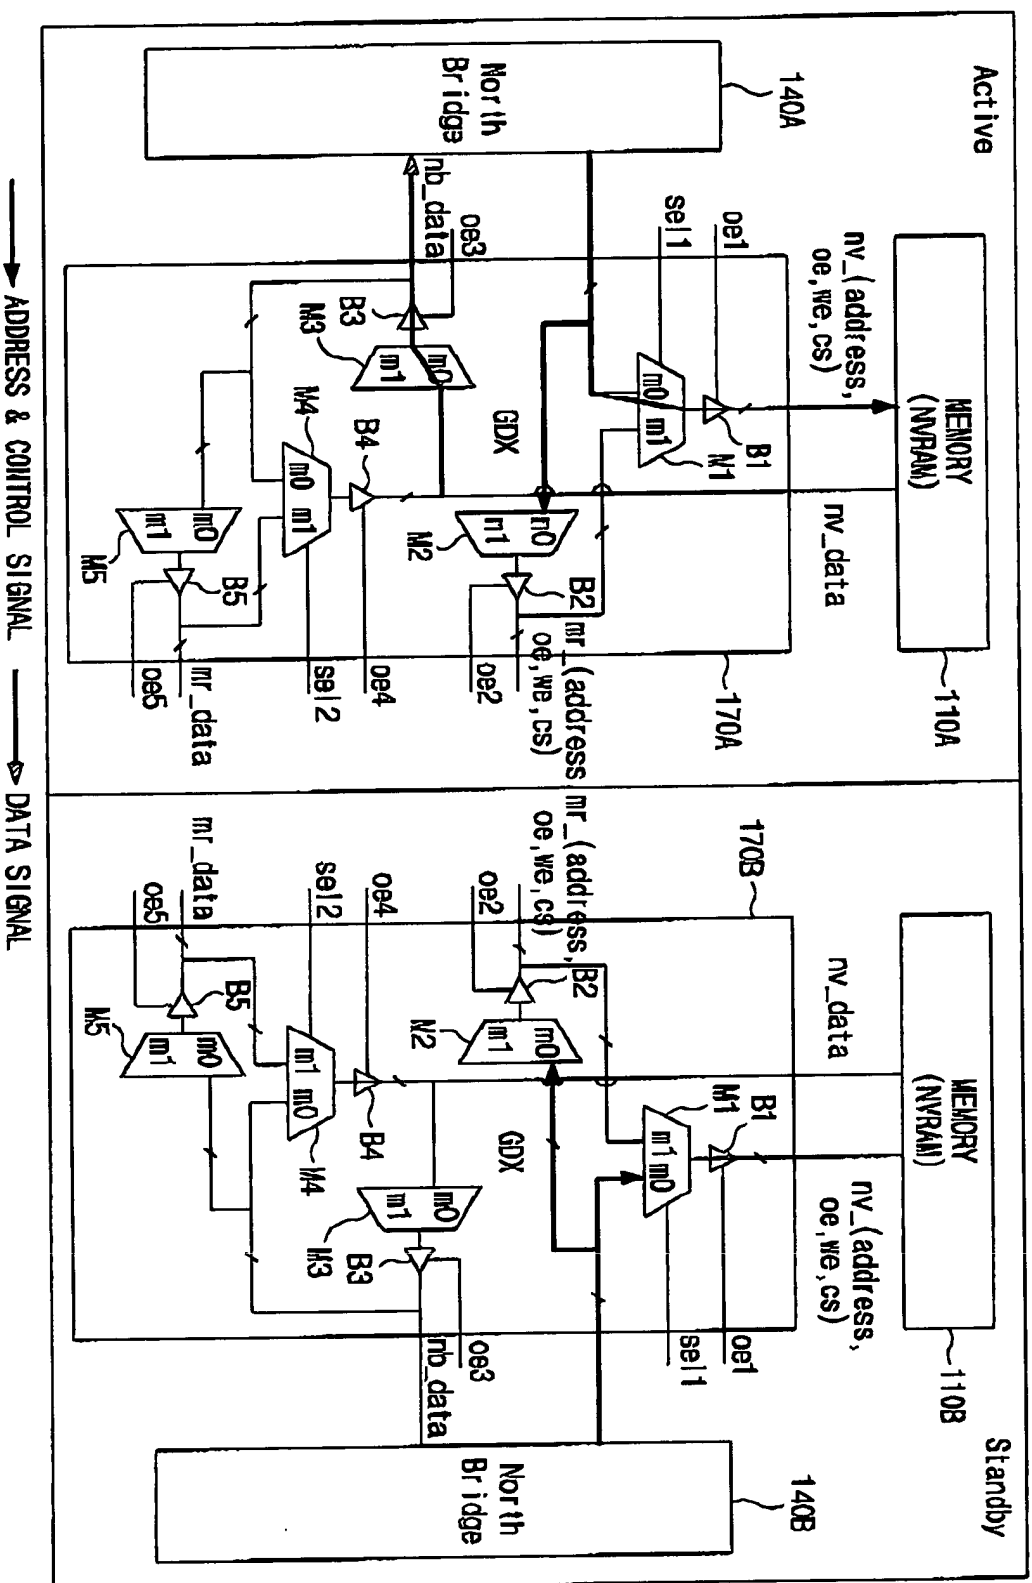 Active
140A
North
Bridge
nb_data
oe3
sel1
oe1
nv_(address,
oe,we,cs)
MEMORY
(NVRAM)
110A
nv_data
170A
B1
M1
m0
m1
GDX
n0
n1
M2
B2
oe2
mr_(address
oe,we,cs)
B3
M3
m0
m1
M4
B4
m0
m1
oe4
sel2
m0
m1
M5
B5
mr_data
oe5
Standby
140B
North
Bridge
nb_data
oe3
sel1
oe1
nv_(address,
oe,we,cs)
MEMORY
(NVRAM)
110B
nv_data
170B
B1
M1
m1
m0
GDX
m0
m1
N2
B2
oe2
mr_(address,
oe,we,cs)
m0
m1
M3
B3
B4
M4
m1
m0
oe4
sel2
m0
m1
M5
B5
mr_data
oe5
ADDRESS & CONTROL SIGNAL
DATA SIGNAL